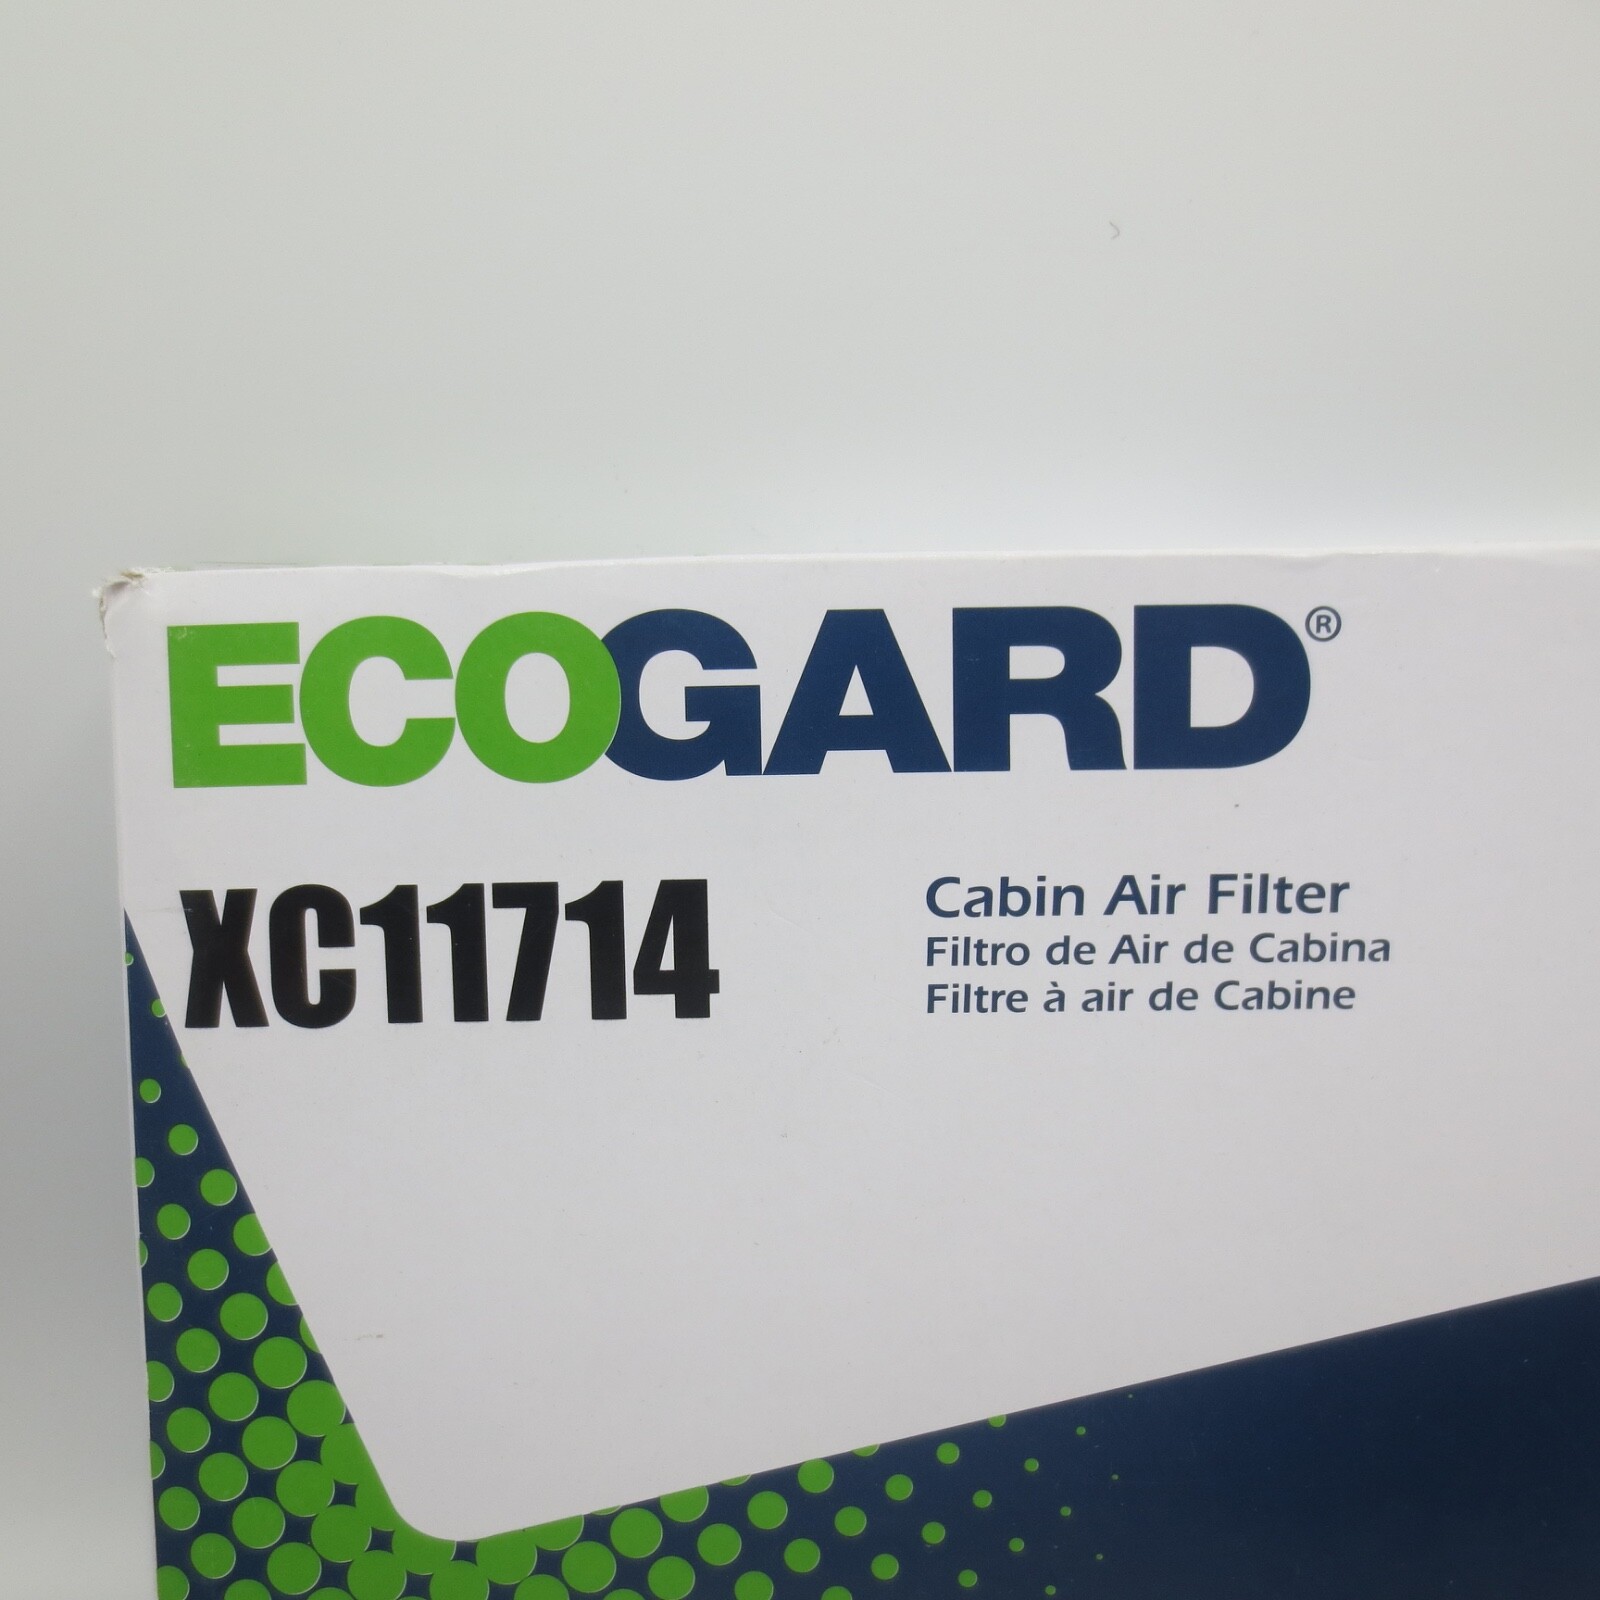 ECOGARD®
XC11714
Cabin Air Filter
Filtro de Air de Cabina
Filtre à air de Cabine